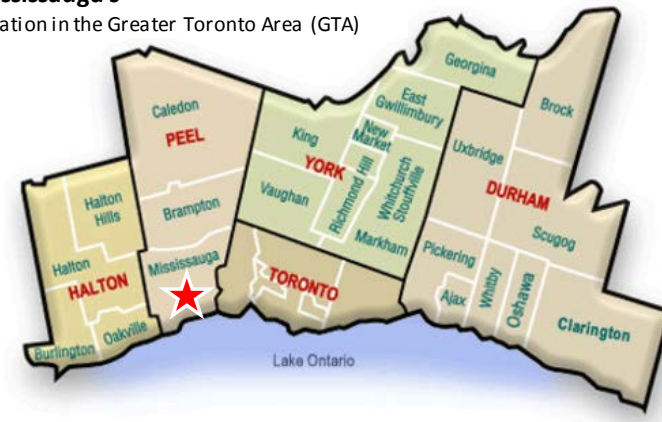 ation in the Greater Toronto Area (GTA)
Georgina
East
Gwillimbury
Brock
Caledon
PEEL
King
New
Market
Uxbridge
YORK
Richmond Hill
Whitchurch
Stouffville
DURHAM
Halton
Hills
Vaughan
Brampton
Scugog
Markham
Pickering
Halton
Mississauga
HALTON
TORONTO
Ajax
Whitby
Oshawa
Clarington
Oakville
Burlington
Lake Ontario